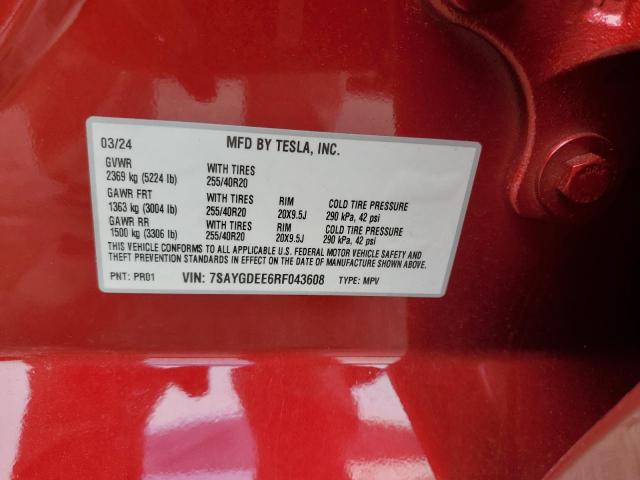 03/24 MFD BY TESLA, INC.
GVWR WITH TIRES
2369 kg (5224 lb) 255/40R20
GAWR FRT WITH TIRES RIM COLD TIRE PRESSURE
1363 kg (3004 lb) 255/40R20 20X9.5J 290 kPa, 42 psi
GAWR RR WITH TIRES RIM COLD TIRE PRESSURE
1500 kg (3306 lb) 255/40R20 20X9.5J 290 kPa, 42 psi
THIS VEHICLE CONFORMS TO ALL APPLICABLE U.S. FEDERAL MOTOR VEHICLE SAFETY AND
THEFT PREVENTION STANDARDS IN EFFECT ON THE DATE OF MANUFACTURE SHOWN ABOVE.
PNT: PR01 VIN: 7SAYGDEE6RF043608 TYPE: MPV